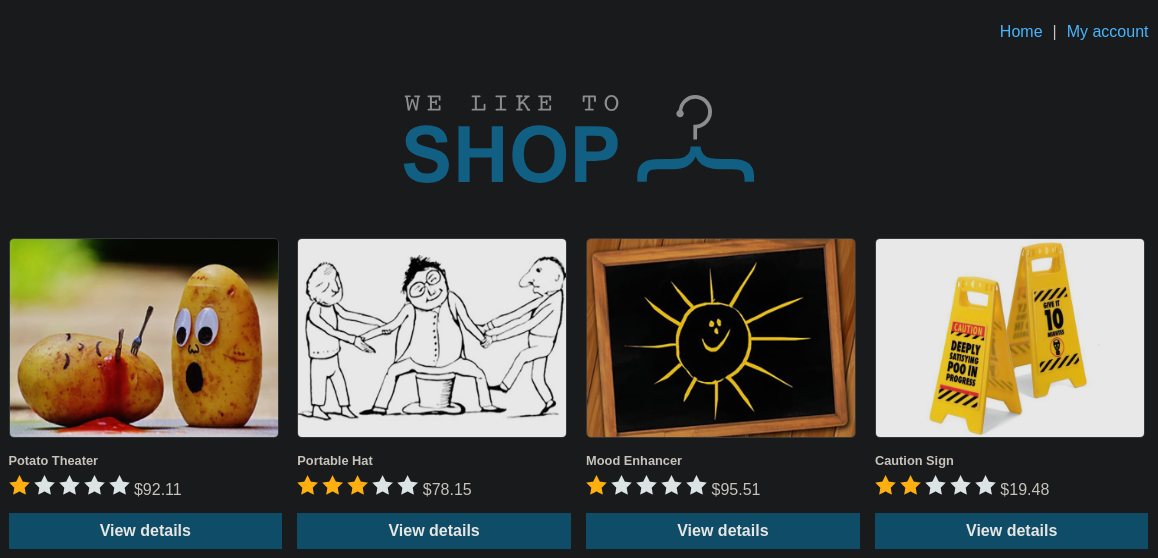 Home | My account
WE LIKE TO
SHOP
CAUTION
DEEPLY
SATISFYING
POO IN
PROGRESS
GIVE IT
10
MINUTES
Potato Theater
$92.11
View details
Portable Hat
$78.15
View details
Mood Enhancer
$95.51
View details
Caution Sign
$19.48
View details